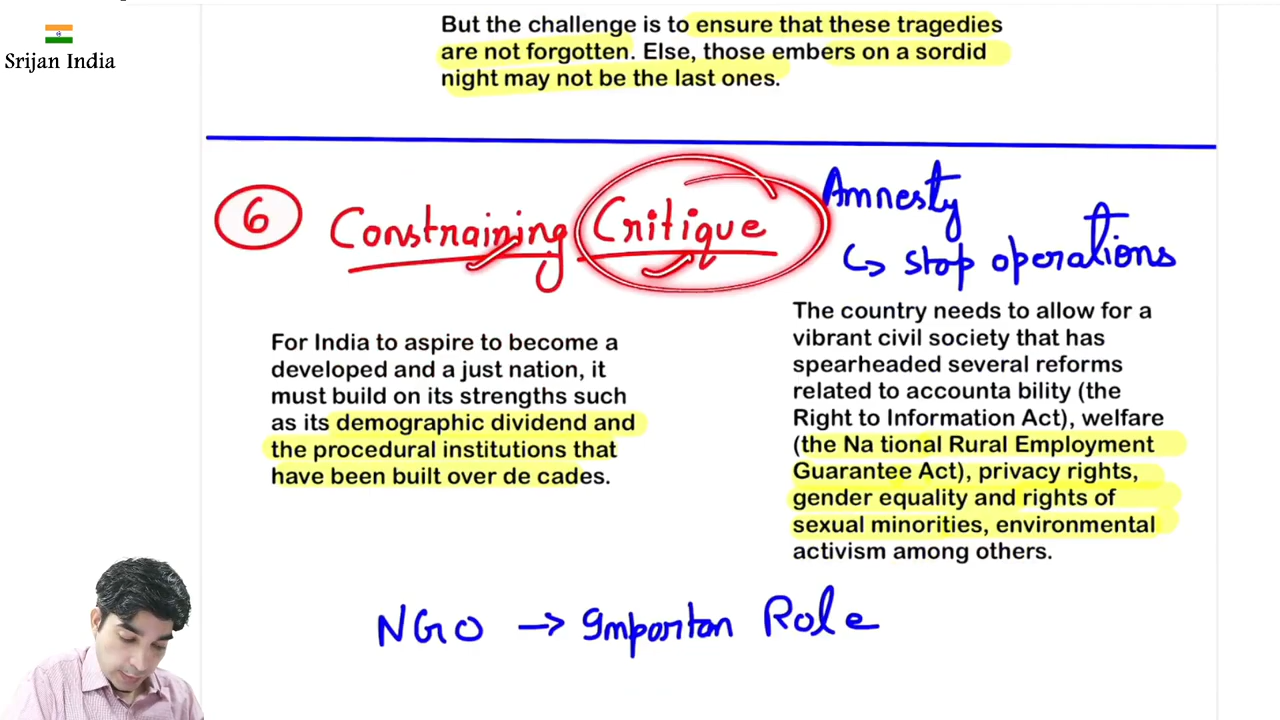 But the challenge is to ensure that these tragedies
are not forgotten. Else, those embers on a sordid
night may not be the last ones.
Srijan India
6 Constraining Critique
Amnesty
↳ stop operations
For India to aspire to become a
developed and a just nation, it
must build on its strengths such
as its demographic dividend and
the procedural institutions that
have been built over de cades.
The country needs to allow for a
vibrant civil society that has
spearheaded several reforms
related to accounta bility (the
Right to Information Act), welfare
(the Na tional Rural Employment
Guarantee Act), privacy rights,
gender equality and rights of
sexual minorities, environmental
activism among others.
NGO → Importan Role